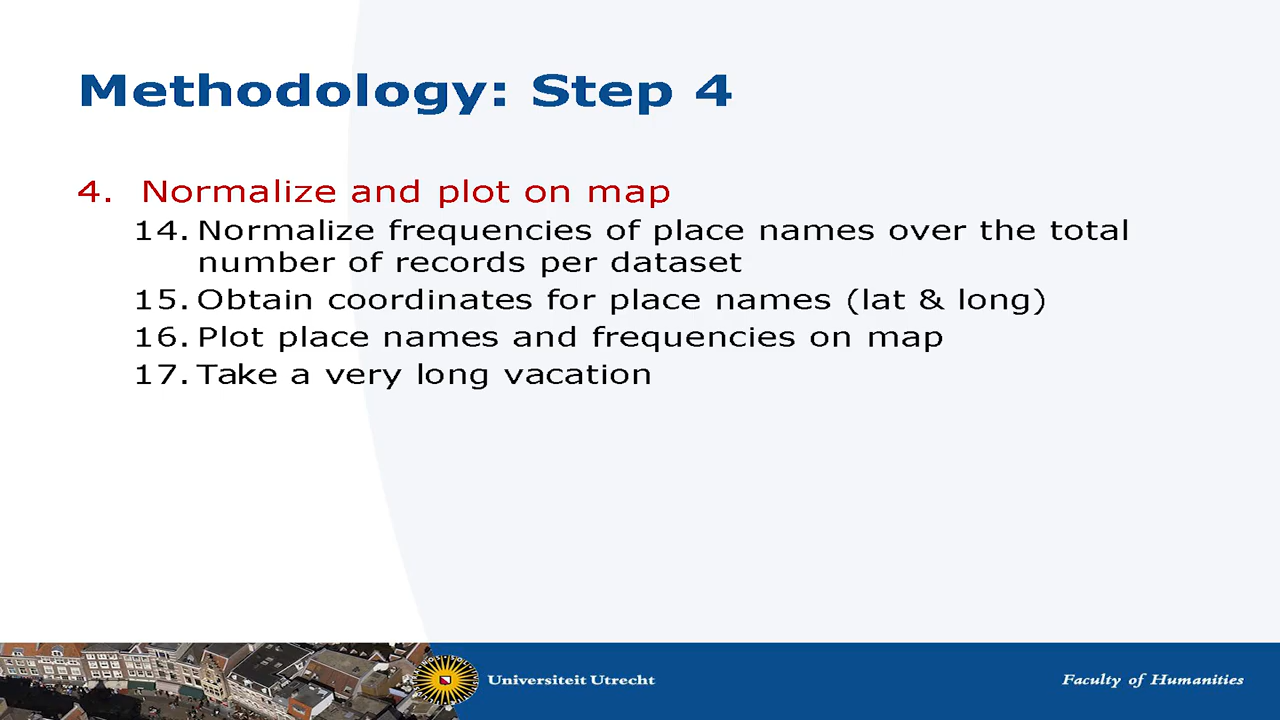 Methodology: Step 4
4. Normalize and plot on map
14. Normalize frequencies of place names over the total
number of records per dataset
15. Obtain coordinates for place names (lat & long)
16. Plot place names and frequencies on map
17. Take a very long vacation
Universiteit Utrecht
Faculty of Humanities